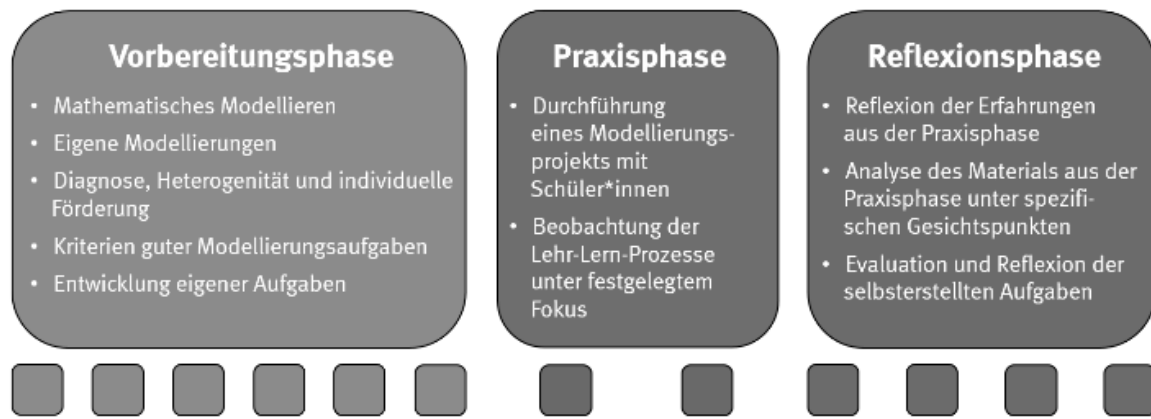 Vorbereitungsphase
• Mathematisches Modellieren
• Eigene Modellierungen
• Diagnose, Heterogenität und individuelle
Förderung
• Kriterien guter Modellierungsaufgaben
• Entwicklung eigener Aufgaben
Praxisphase
• Durchführung
eines Modellierungs-
projekts mit
Schüler*innen
• Beobachtung der
Lehr-Lern-Prozesse
unter festgelegtem
Fokus
Reflexionsphase
• Reflexion der Erfahrungen
aus der Praxisphase
• Analyse des Materials aus der
Praxisphase unter spezifi-
schen Gesichtspunkten
• Evaluation und Reflexion der
selbsterstellten Aufgaben